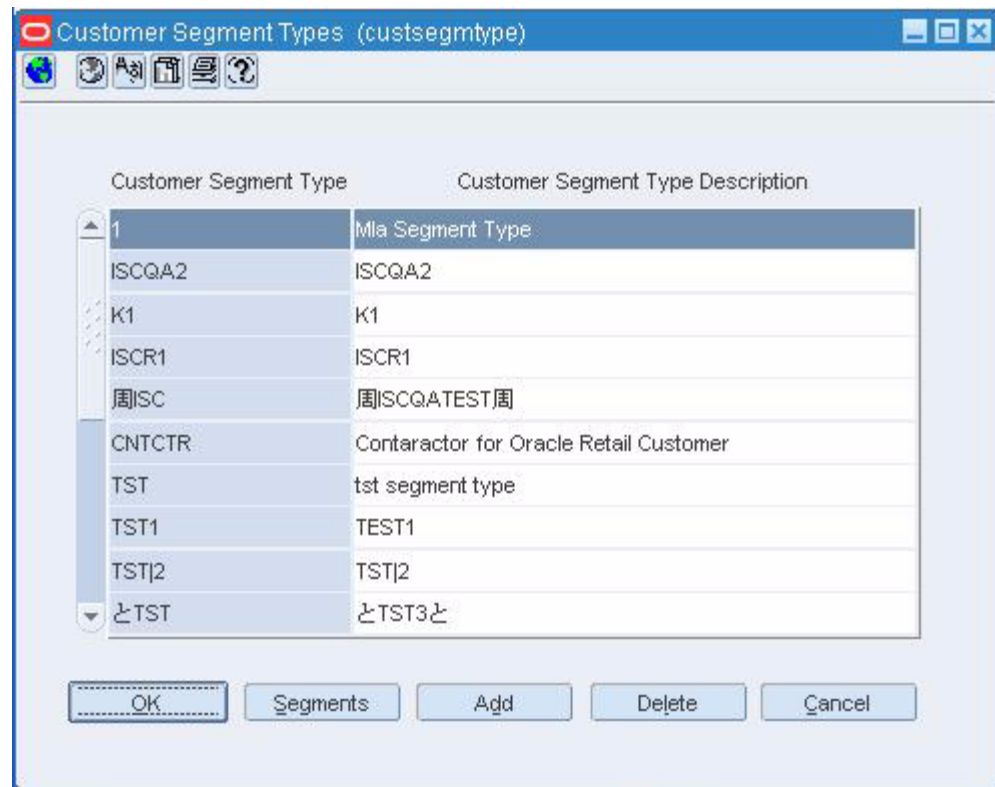 Customer Segment Types (custsegmtype)
Customer Segment Type Customer Segment Type Description
1 Mla Segment Type
ISCQA2 ISCQA2
K1 K1
ISCR1 ISCR1
周ISC 周ISCQATEST周
CNTCTR Contaractor for Oracle Retail Customer
TST tst segment type
TST1 TEST1
TST|2 TST|2
とTST とTST3と
OK Segments Add Delete Cancel